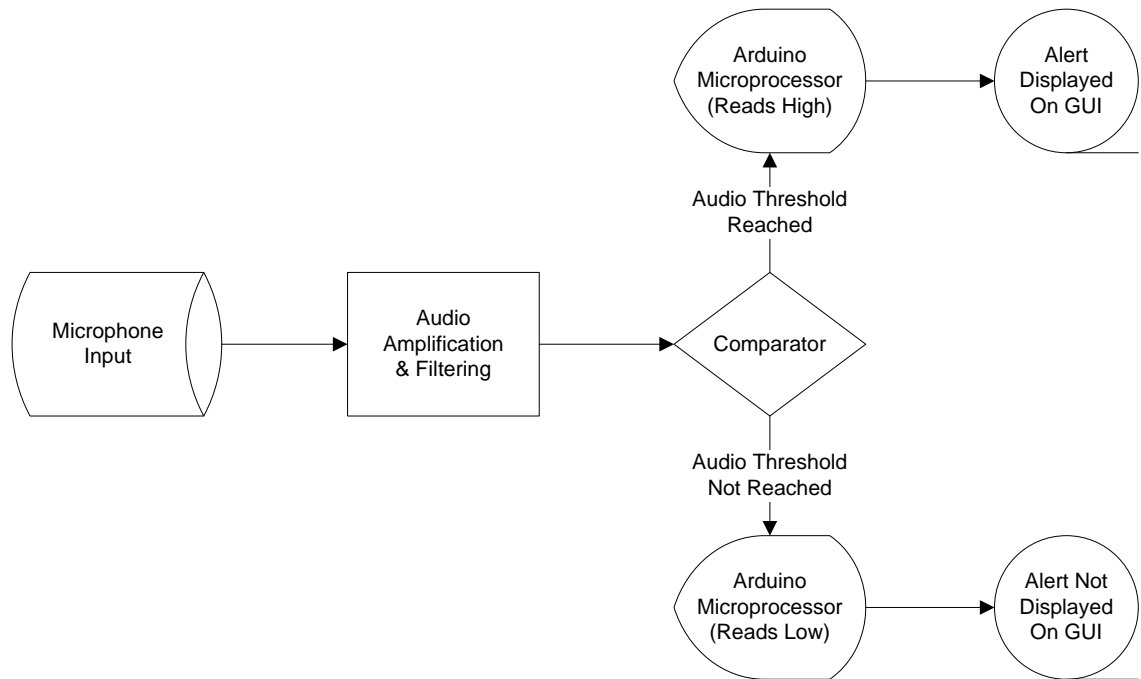 Microphone
Input
Audio
Amplification
& Filtering
Comparator
Audio Threshold
Reached
Arduino
Microprocessor
(Reads High)
Alert
Displayed
On GUI
Audio Threshold
Not Reached
Arduino
Microprocessor
(Reads Low)
Alert Not
Displayed
On GUI